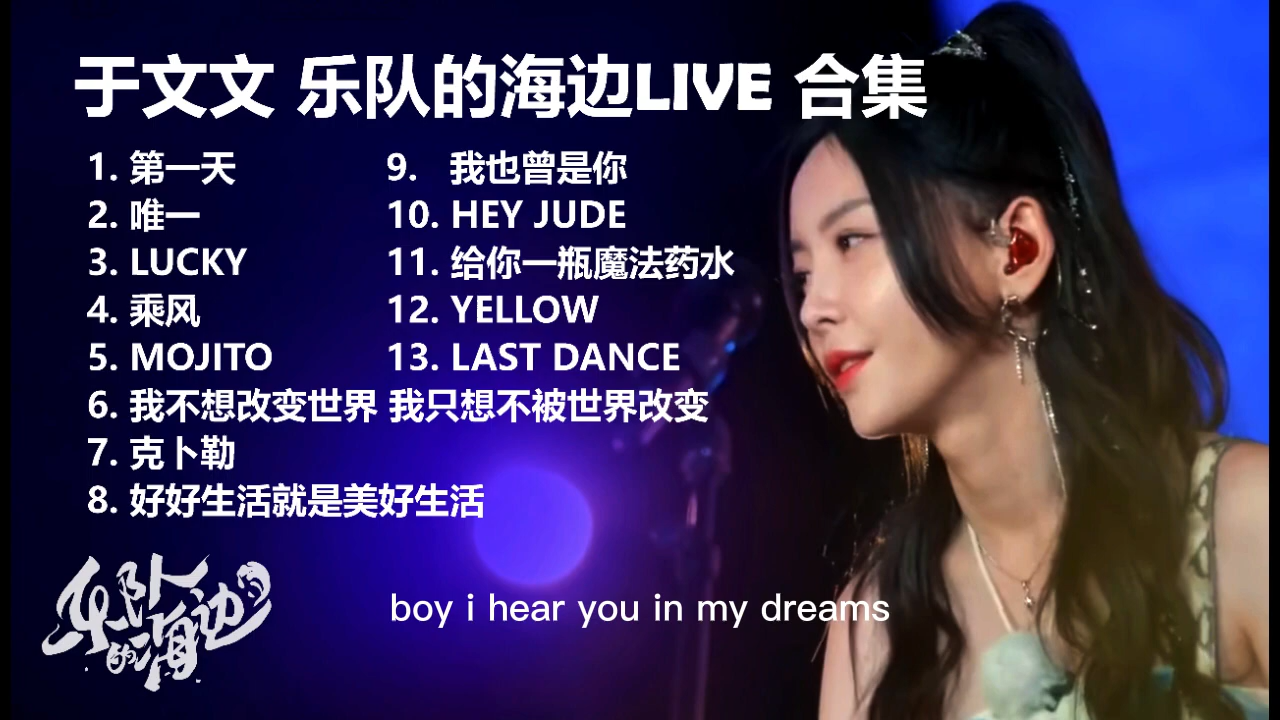 于文文 乐队的海边LIVE 合集
1. 第一天
2. 唯一
3. LUCKY
4. 乘风
5. MOJITO
6. 我不想改变世界 我只想不被世界改变
7. 克卜勒
8. 好好生活就是美好生活
9. 我也曾是你
10. HEY JUDE
11. 给你一瓶魔法药水
12. YELLOW
13. LAST DANCE
乐队的海边
boy i hear you in my dreams